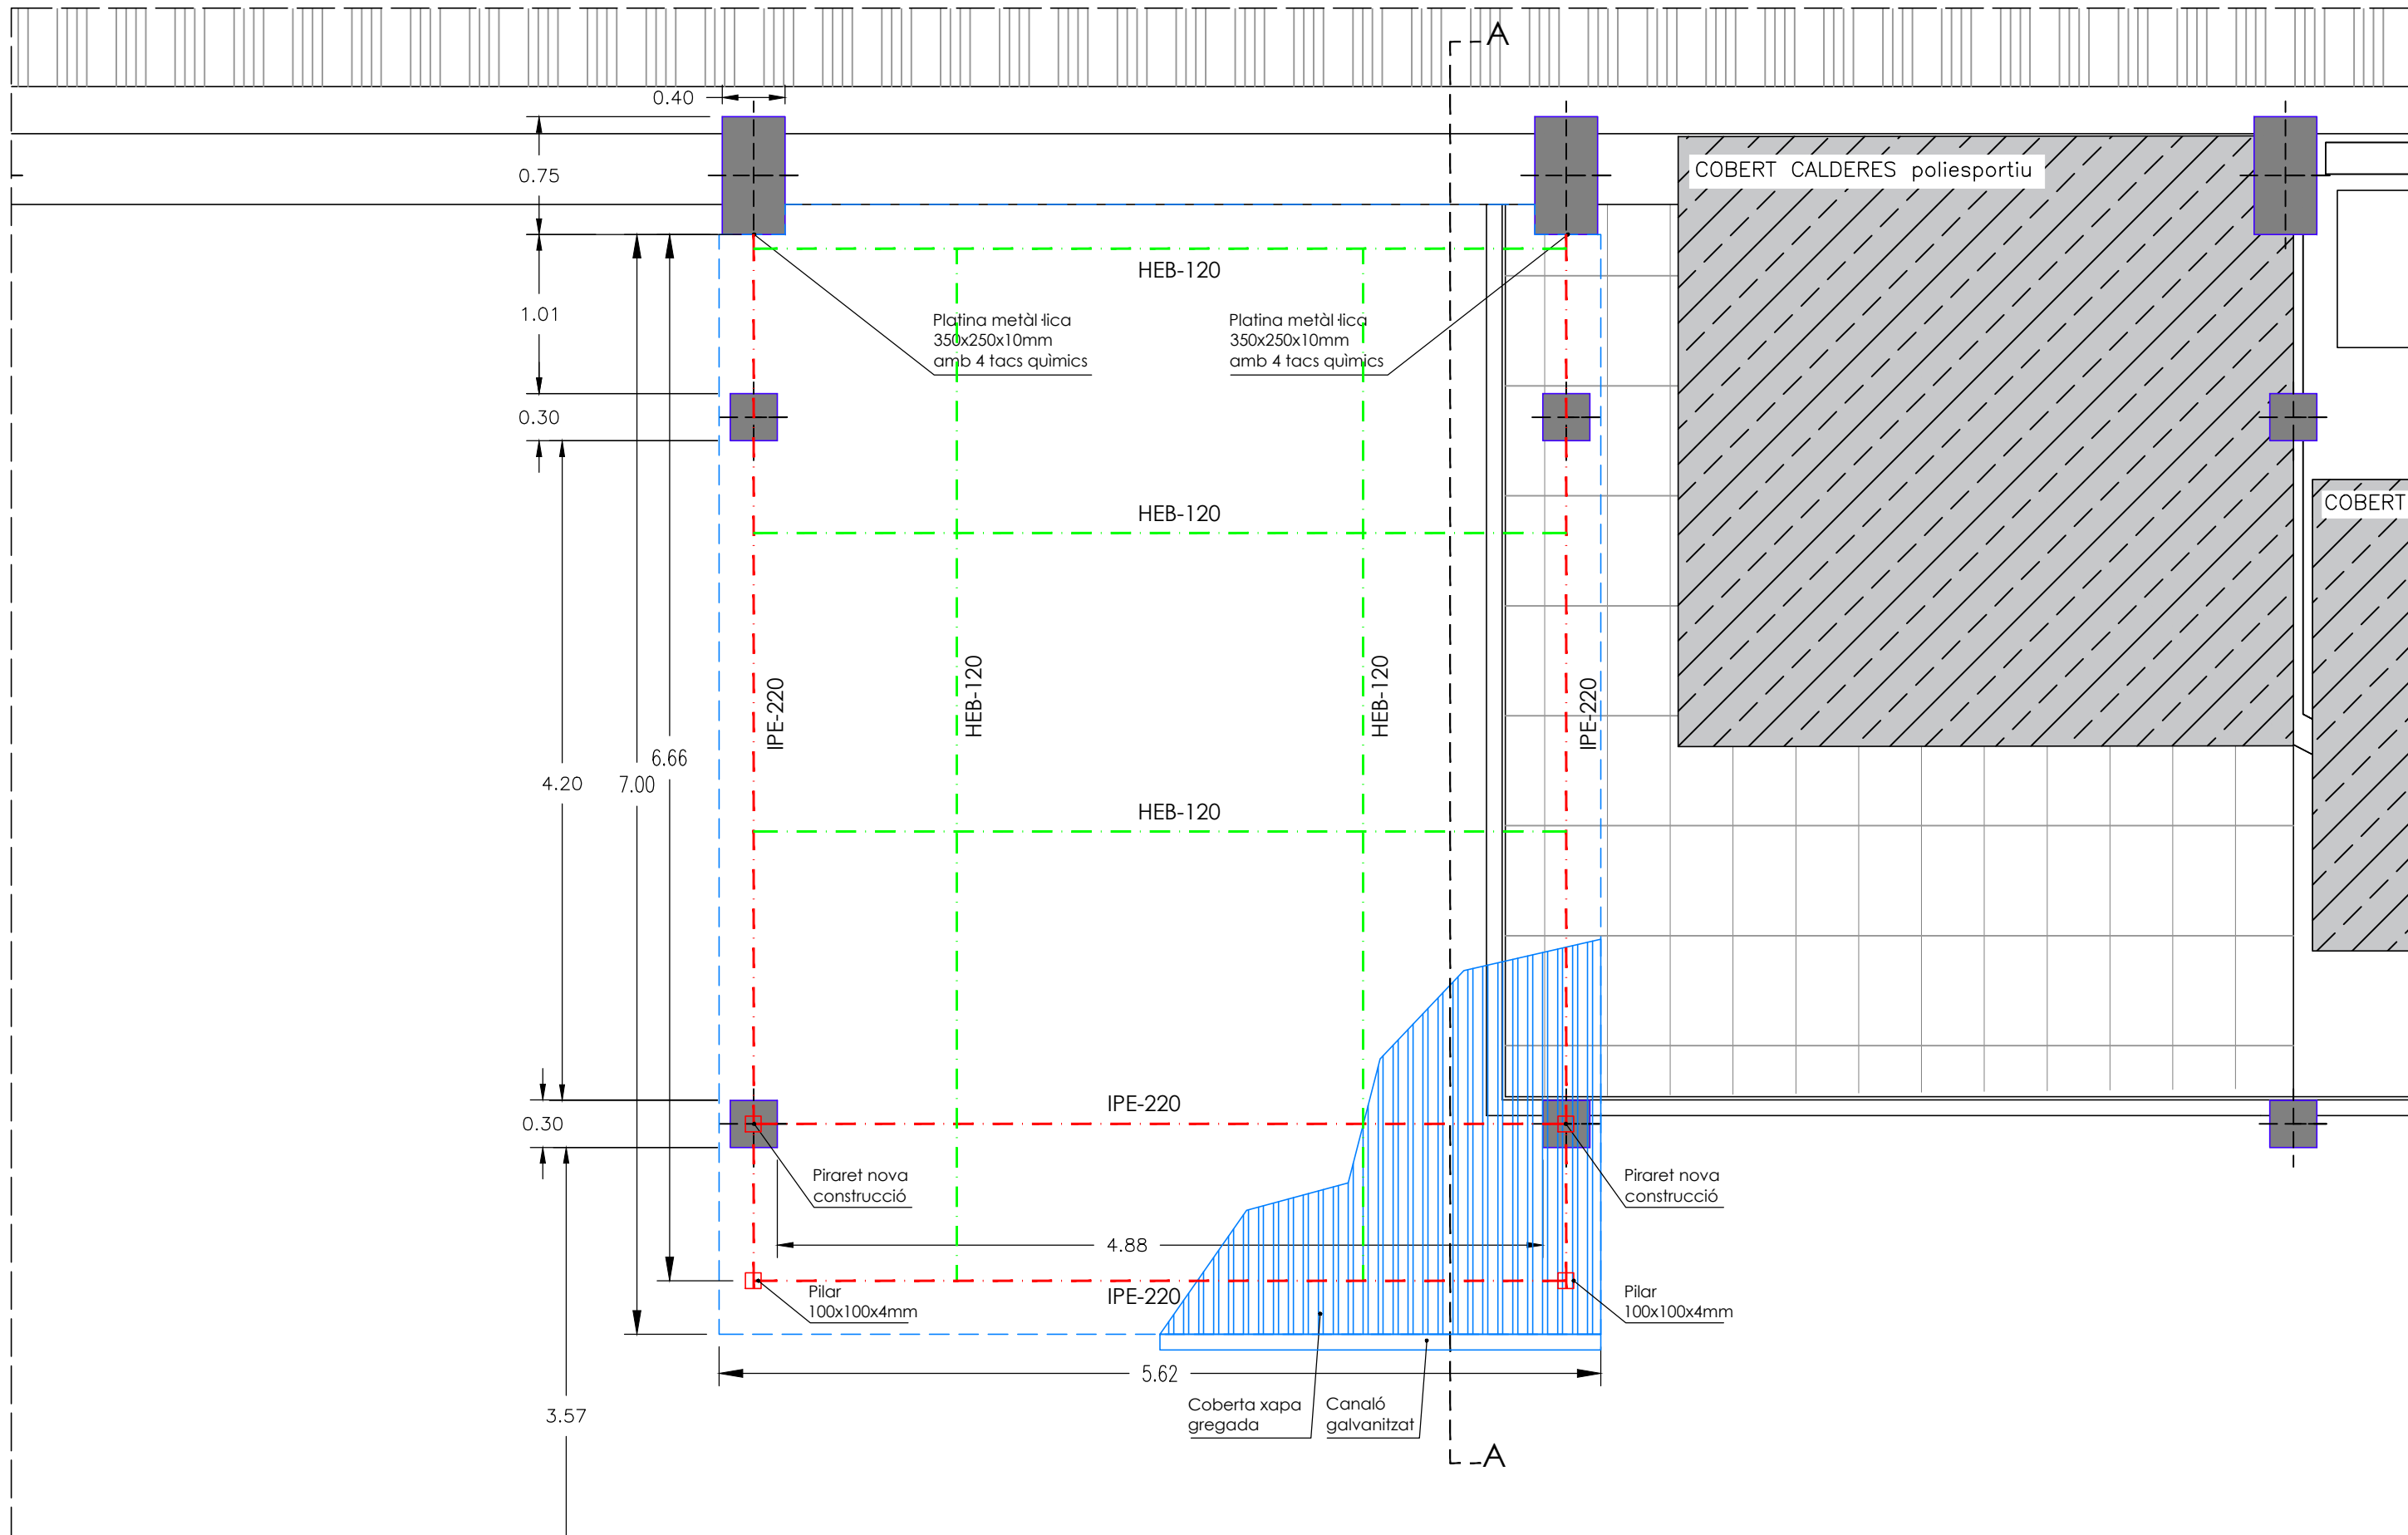 A
0.40
COBERT CALDERES poliesportiu
0.75
HEB-120
1.01
Platina metàl·lica
350x250x10mm
amb 4 tacs quìmics
Platina metàl·lica
350x250x10mm
amb 4 tacs quìmics
0.30
COBERT
HEB-120
IPE-220
HEB-120
HEB-120
IPE-220
6.66
4.20
7.00
HEB-120
IPE-220
0.30
Piraret nova
construcció
Piraret nova
construcció
4.88
Pilar
100x100x4mm
IPE-220
Pilar
100x100x4mm
5.62
3.57
Coberta xapa
gregada
Canaló
galvanitzat
A